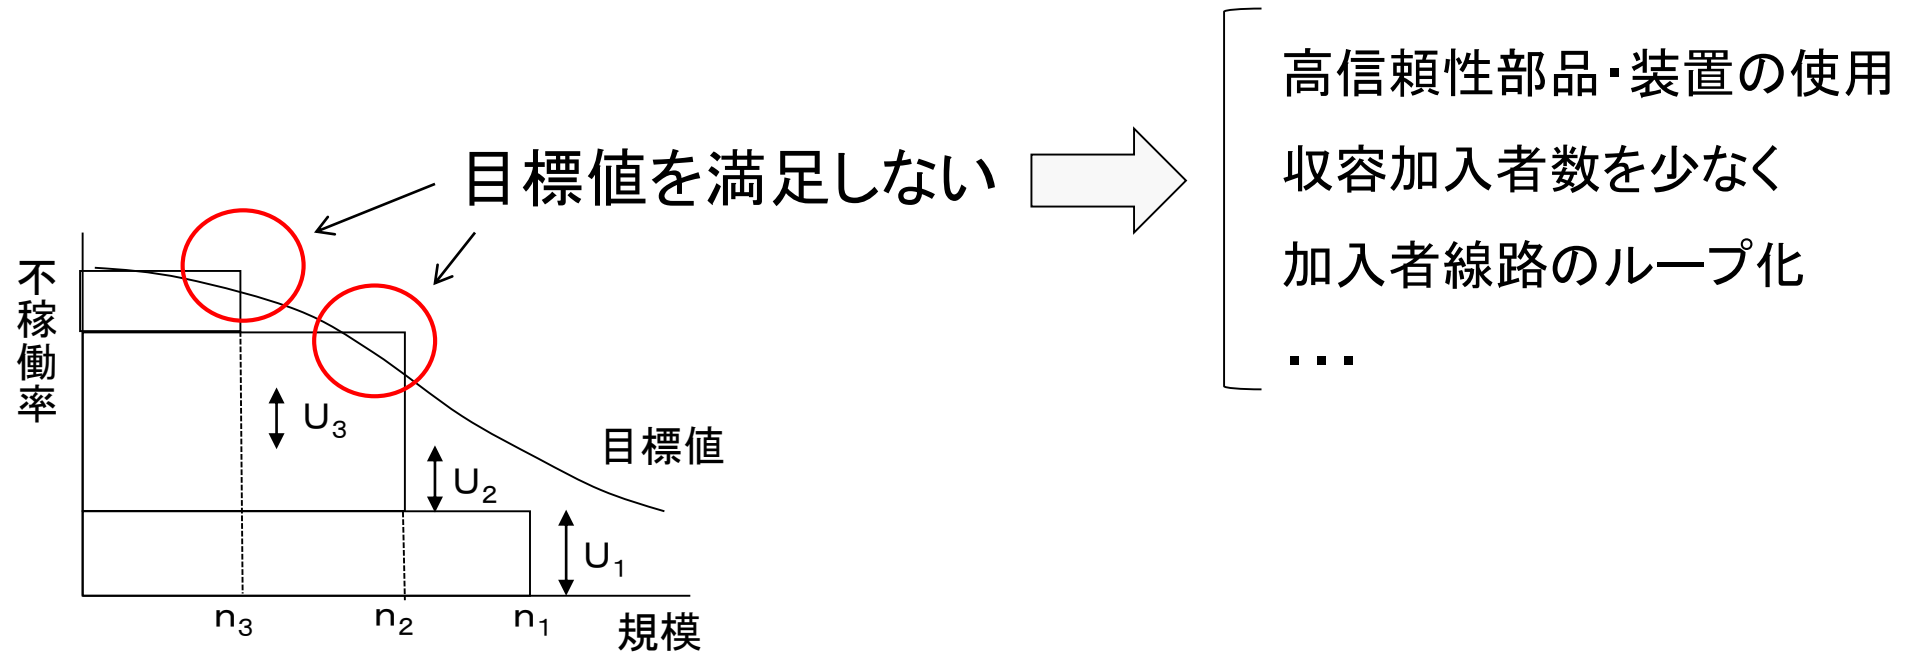 高信頼性部品・装置の使用
収容加入者数を少なく
加入者線路のループ化
・・・
目標値を満足しない
不稼働率
U3
U2
U1
目標値
n3
n2
n1
規模